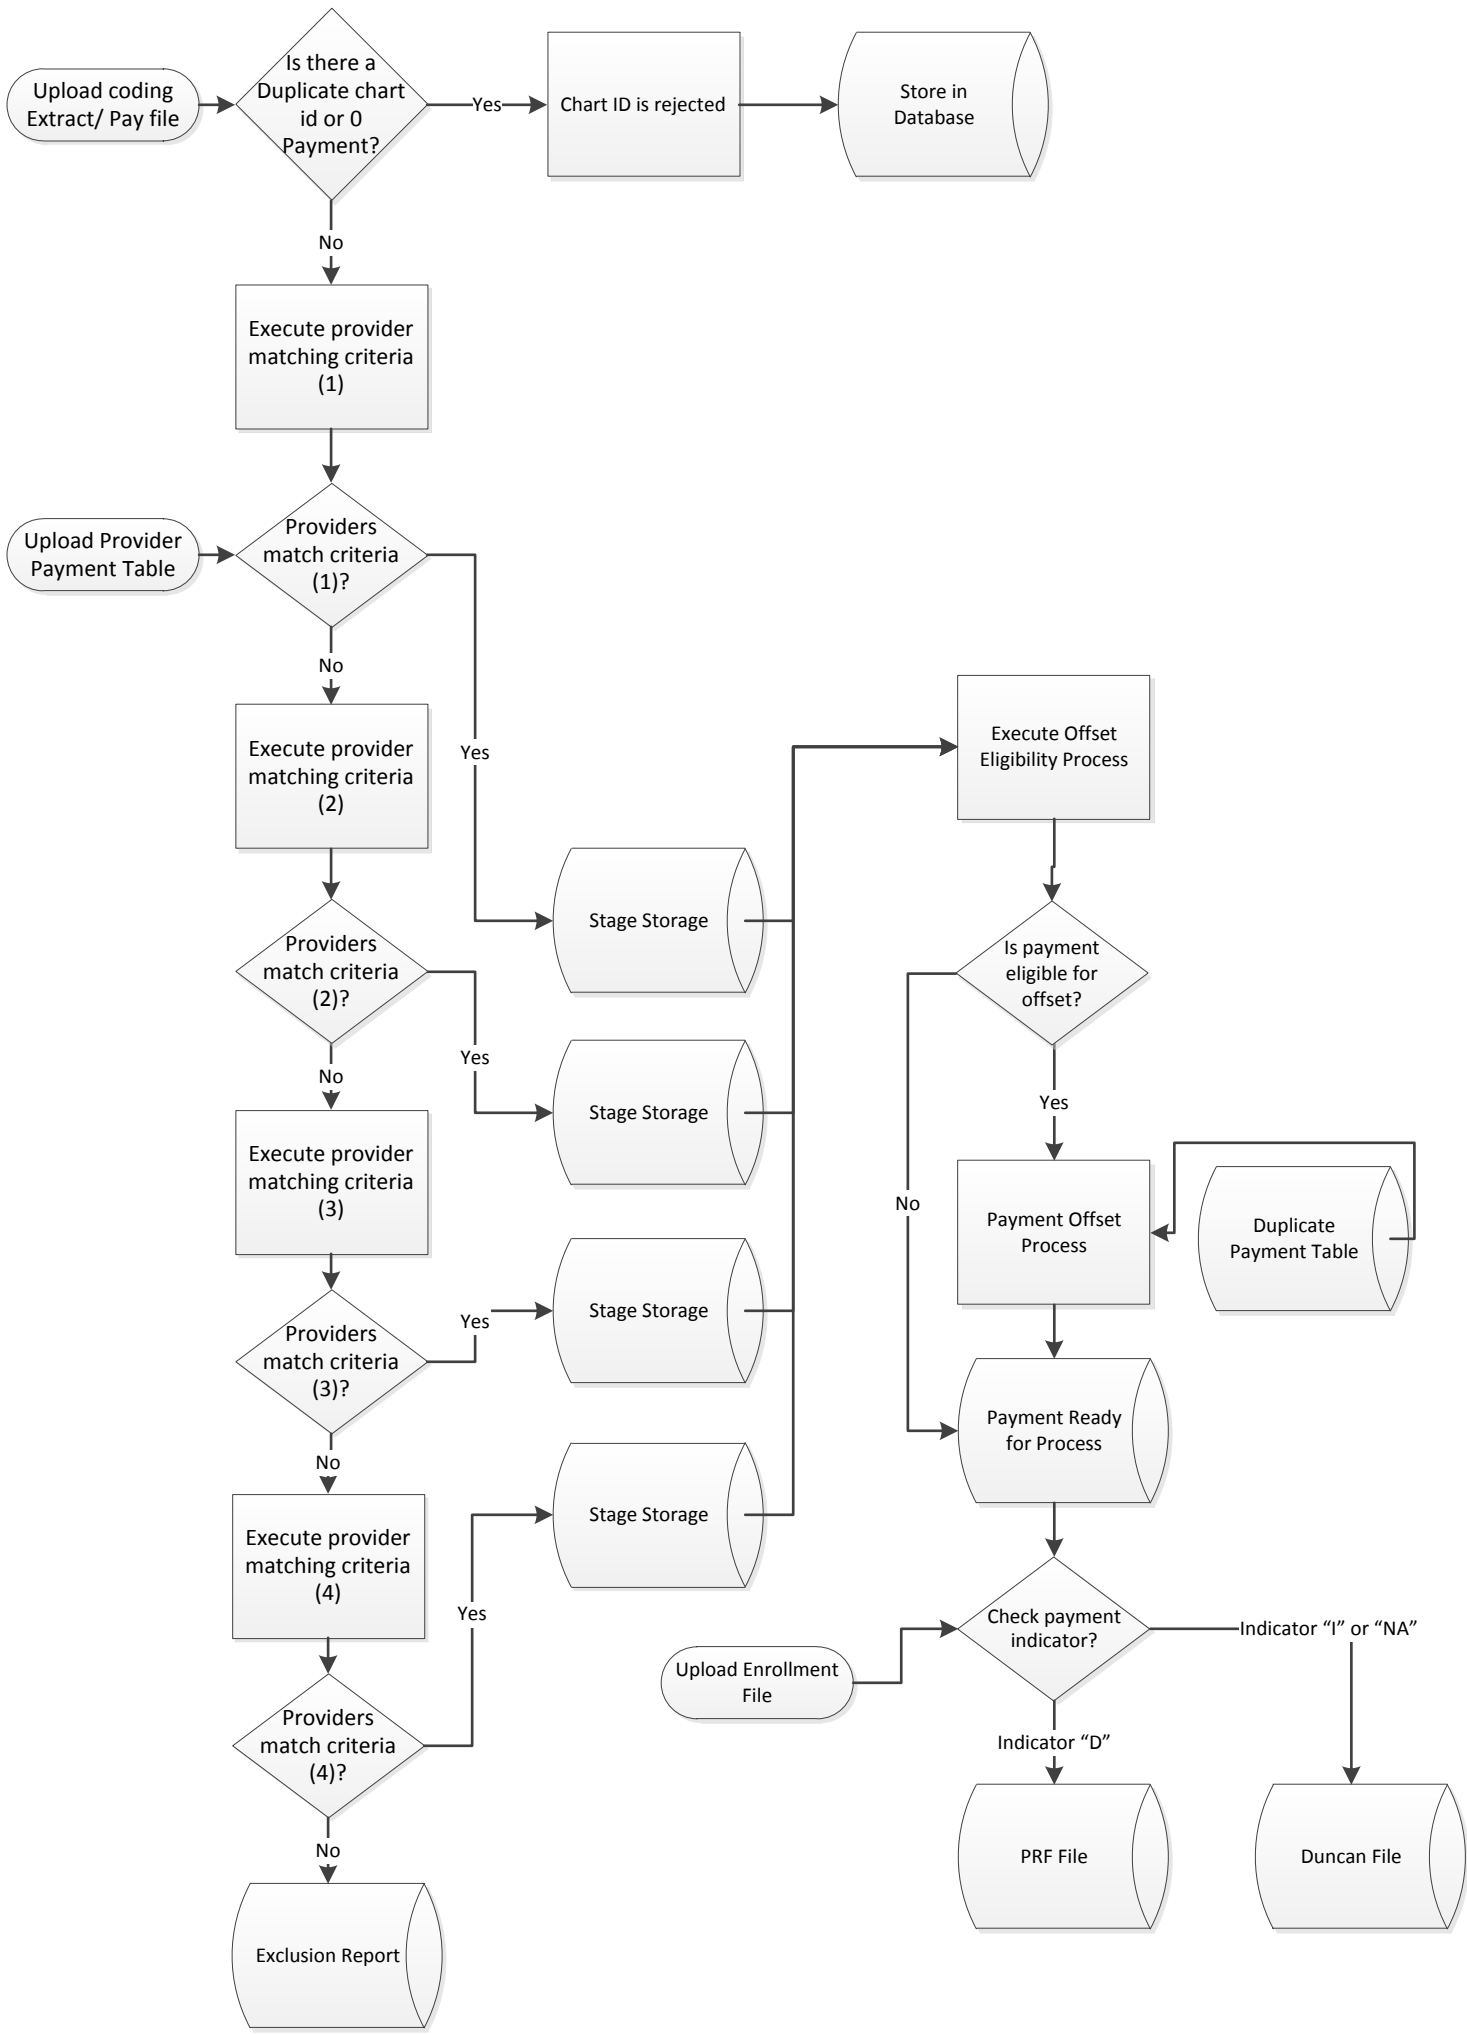 Upload coding
Extract/ Pay file
Is there a
Duplicate chart
id or 0
Payment?
Yes
Chart ID is rejected
Store in
Database
No
Execute provider
matching criteria
(1)
Upload Provider
Payment Table
Providers
match criteria
(1)?
Yes
No
Execute provider
matching criteria
(2)
Providers
match criteria
(2)?
Yes
No
Execute provider
matching criteria
(3)
Providers
match criteria
(3)?
Yes
No
Execute provider
matching criteria
(4)
Providers
match criteria
(4)?
Yes
No
Exclusion Report
Stage Storage
Stage Storage
Stage Storage
Stage Storage
Execute Offset
Eligibility Process
Is payment
eligible for
offset?
Yes
No
Payment Offset
Process
Duplicate
Payment Table
Payment Ready
for Process
Upload Enrollment
File
Check payment
indicator?
Indicator “I” or “NA”
Indicator “D”
PRF File
Duncan File